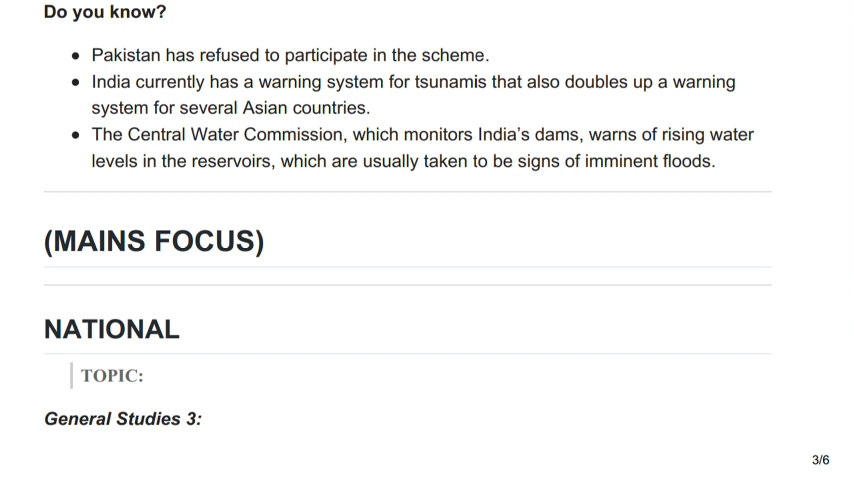 Do you know?
● Pakistan has refused to participate in the scheme.
● India currently has a warning system for tsunamis that also doubles up a warning
system for several Asian countries.
● The Central Water Commission, which monitors India’s dams, warns of rising water
levels in the reservoirs, which are usually taken to be signs of imminent floods.
(MAINS FOCUS)
NATIONAL
TOPIC:
General Studies 3:
3/6